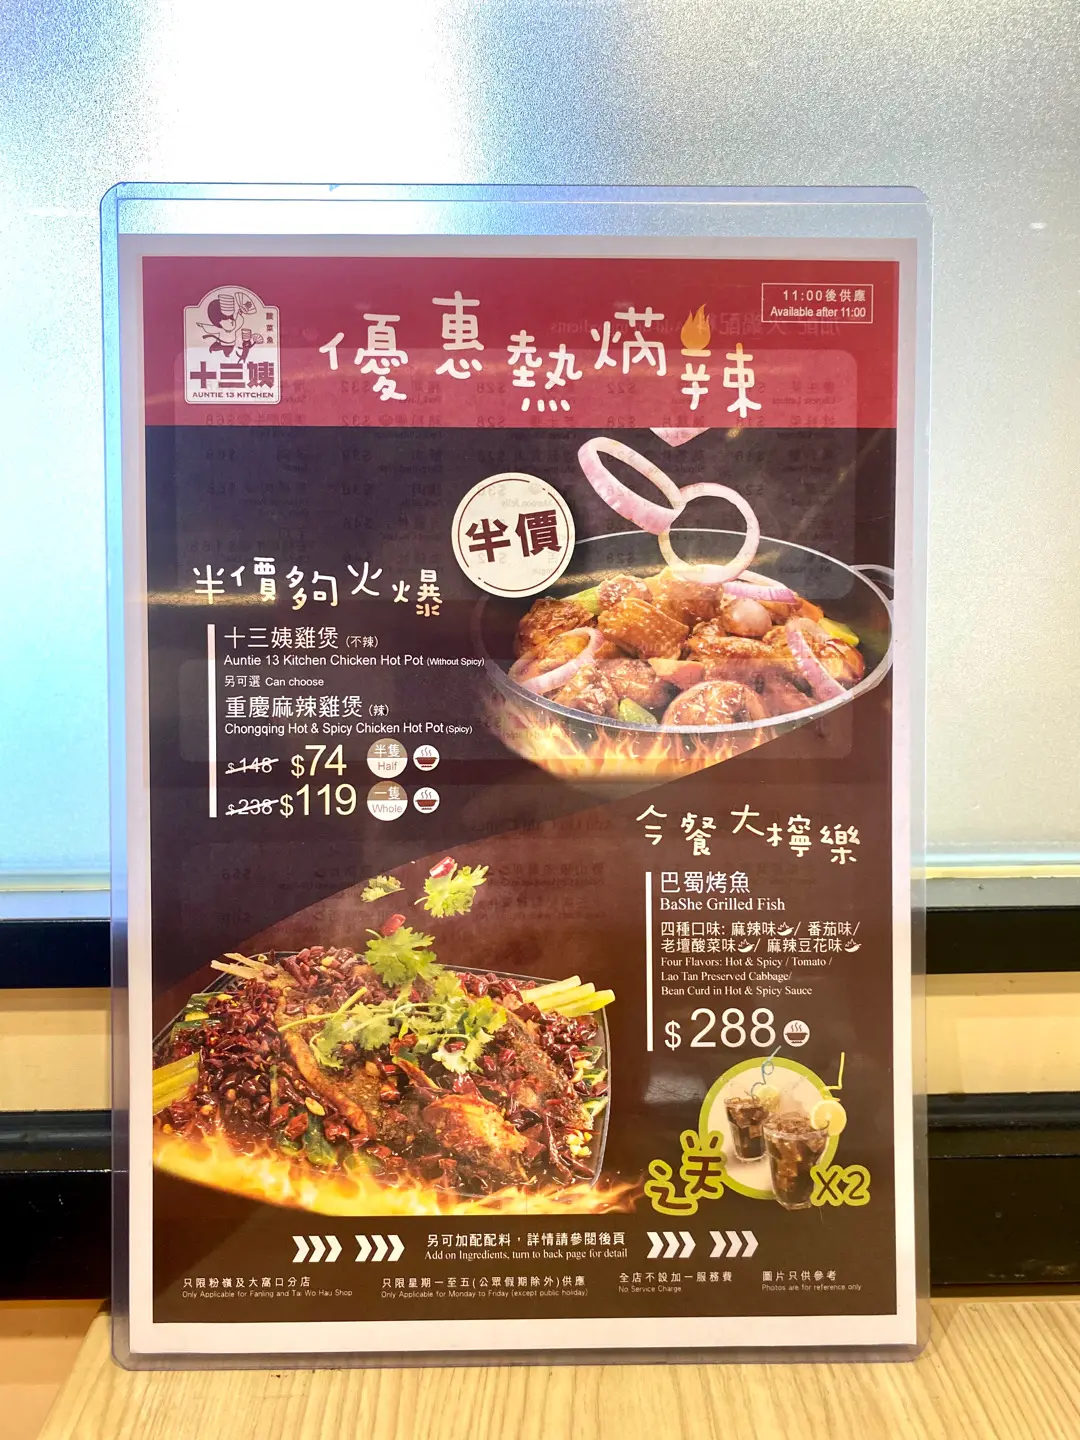 11:00後供應
Available after 11:00
酸菜魚
十三姨
AUNTIE 13 KITCHEN
優惠熱焫辣
半價
半價夠火爆
十三姨雞煲 (不辣)
Auntie 13 Kitchen Chicken Hot Pot (Without Spicy)
另可選 Can choose
重慶麻辣雞煲 (辣)
Chongqing Hot & Spicy Chicken Hot Pot (Spicy)
$148 $74 半隻 Half
$238 $119 一隻 Whole
今餐大檸樂
巴蜀烤魚
BaShe Grilled Fish
四種口味: 麻辣味/ 番茄味/
老壇酸菜味/ 麻辣豆花味
Four Flavors: Hot & Spicy / Tomato /
Lao Tan Preserved Cabbage/
Bean Curd in Hot & Spicy Sauce
$288
送 X2
另可加配配料，詳情請參閱後頁
Add on Ingredients, turn to back page for detail
只限粉嶺及大窩口分店
Only Applicable for Fanling and Tai Wo Hau Shop
只限星期一至五(公眾假期除外)供應
Only Applicable for Monday to Friday (except public holiday)
全店不設加一服務費
No Service Charge
圖片只供參考
Photos are for reference only